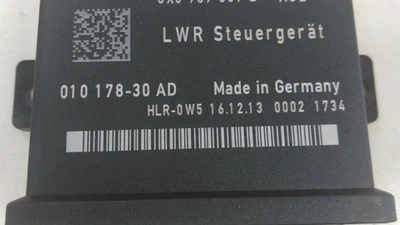 LWR Steuergerät
010 178-30 AD Made in Germany
HLR-0W5 16.12.13 0002 1734